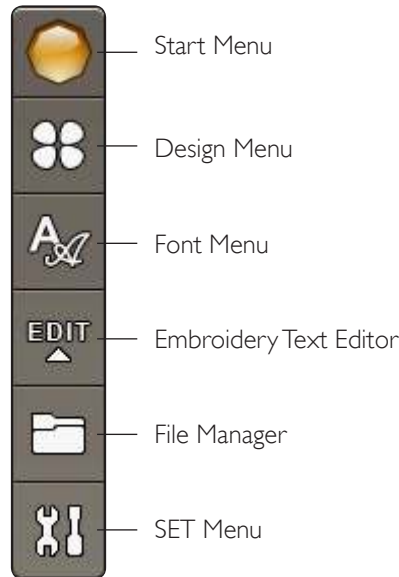 Start Menu
Design Menu
A A Font Menu
EDIT Embroidery Text Editor
File Manager
SET Menu